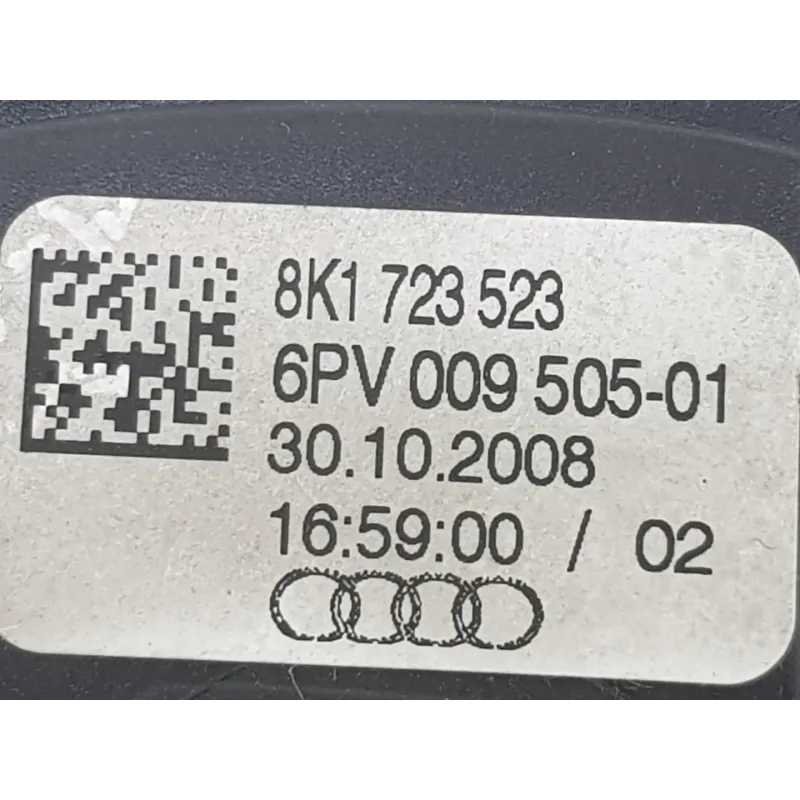 8K1 723 523
6PV 009 505-01
30.10.2008
16:59:00 / 02